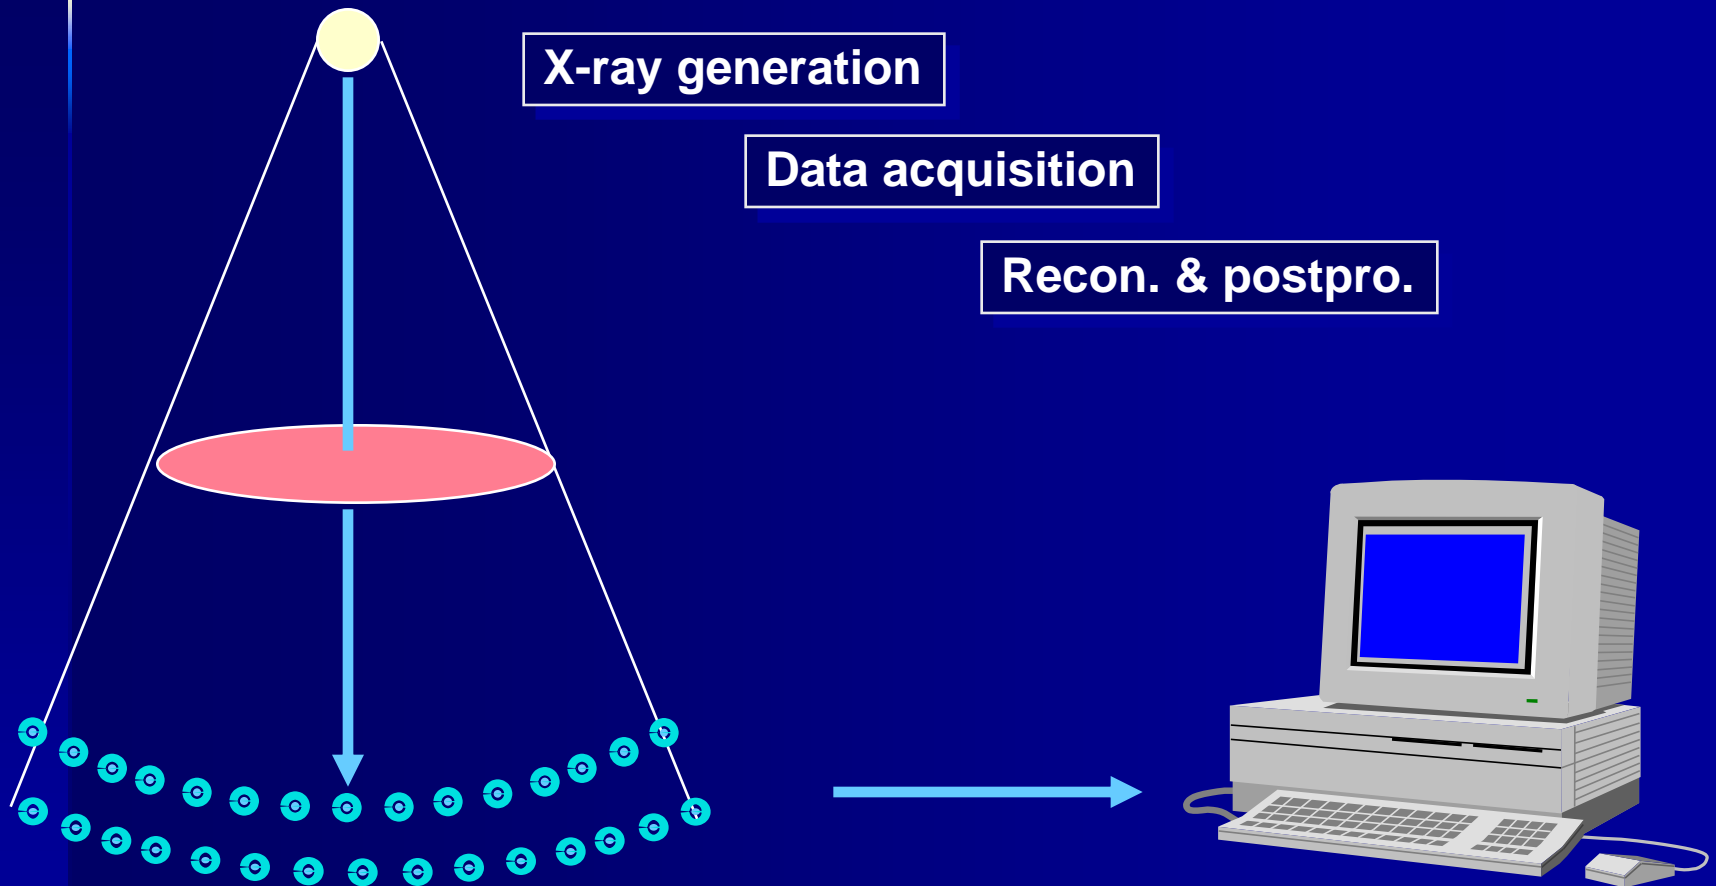 X-ray generation
Data acquisition
Recon. & postpro.